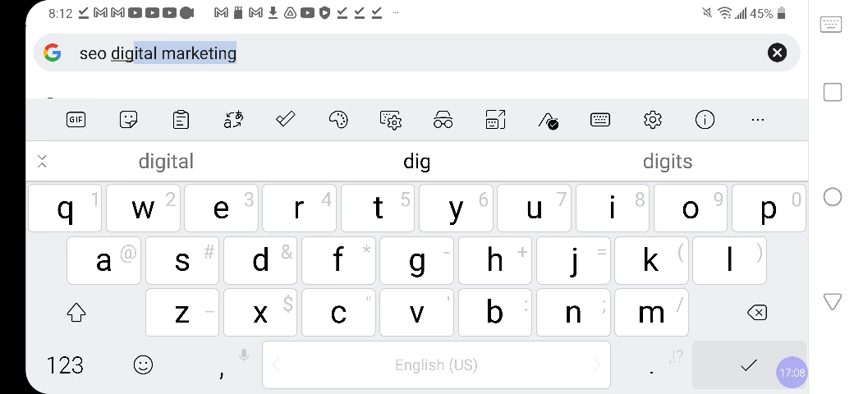 8:12 45%
seo digital marketing
GIF
digital dig digits
q 1 w 2 e 3 r 4 t 5 y 6 u 7 i 8 o 9 p 0
a @ s # d & f * g - h + j = k ( l )
z _ x $ c " v ' b : n ; m /
123 , English (US) . ,!? 17:08